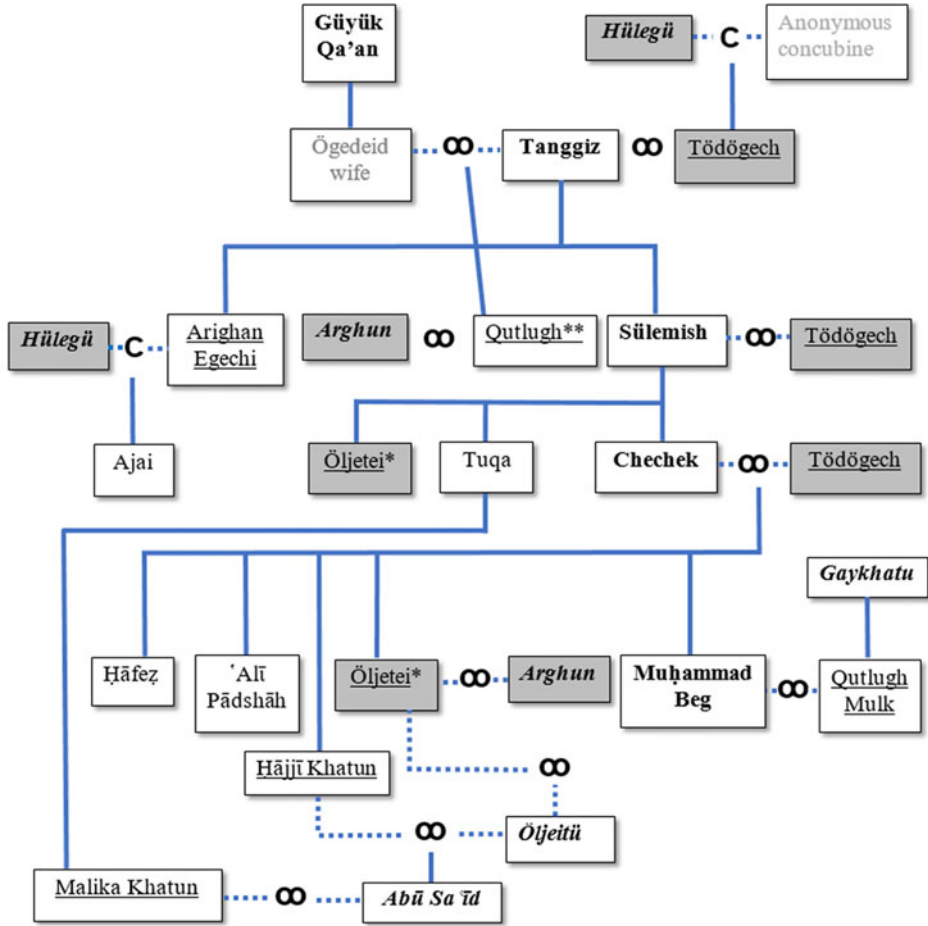 Güyük
Qa’an
Hülegü
C
Anonymous
concubine
Ögedeid
wife
ꝏ
Tanggiz
ꝏ
Tödögech
Hülegü
C
Arighan
Egechi
Arghun
ꝏ
Qutlugh**
Sülemish
ꝏ
Tödögech
Ajai
Öljetei*
Tuqa
Chechek
ꝏ
Tödögech
Gaykhatu
Ḥāfeẓ
ʿAlī
Pādshāh
Öljetei*
ꝏ
Arghun
Muḥammad
Beg
ꝏ
Qutlugh
Mulk
Ḥājjī Khatun
ꝏ
ꝏ
Öljeitü
Malika Khatun
ꝏ
Abū Saʿīd